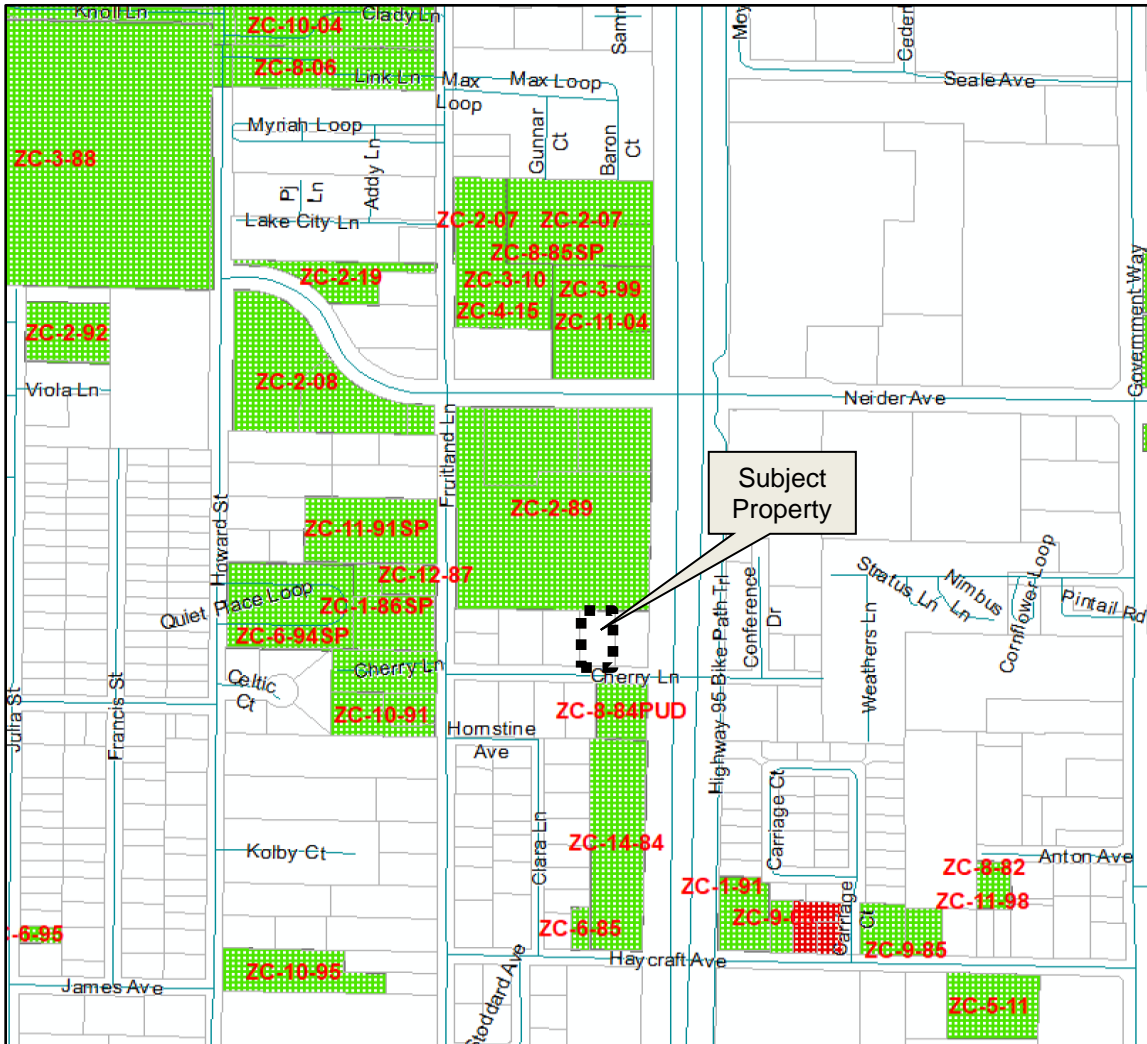 Knoll Ln
ZC-10-04
Clady Ln
Moy
ZC-8-06
Link Ln
Max
Loop
Max Loop
Seale Ave
Myriah Loop
Gunnar
Ct
Baron
Ct
ZC-3-88
Pj
Ln
Addy Ln
Lake City Ln
ZC-2-07
ZC-2-07
ZC-8-85SP
ZC-2-19
ZC-3-10
ZC-3-99
ZC-4-15
ZC-11-04
Government Way
ZC-2-92
Viola Ln
ZC-2-08
Neider Ave
Fruitland Ln
Subject
Property
ZC-2-89
Howard St
ZC-11-91SP
ZC-12-87
Quiet Place Loop
ZC-1-86SP
ZC-6-94SP
Highway 95 Bike Path Trl
Conference
Dr
Stratus Ln
Nimbus
Ln
Cornflower Loop
Pintail Rd
Weathers Ln
Cherry Ln
Cherry Ln
Celtic
Ct
ZC-10-91
ZC-8-84PUD
Julia St
Francis St
Homstine
Ave
Carriage Ct
Clara Ln
ZC-14-84
Kolby Ct
Anton Ave
ZC-8-82
ZC-11-98
ZC-1-91
Carriage
Ct
ZC-6-85
ZC-9-85
Haycraft Ave
ZC-10-95
James Ave
Stoddard Ave
ZC-5-11